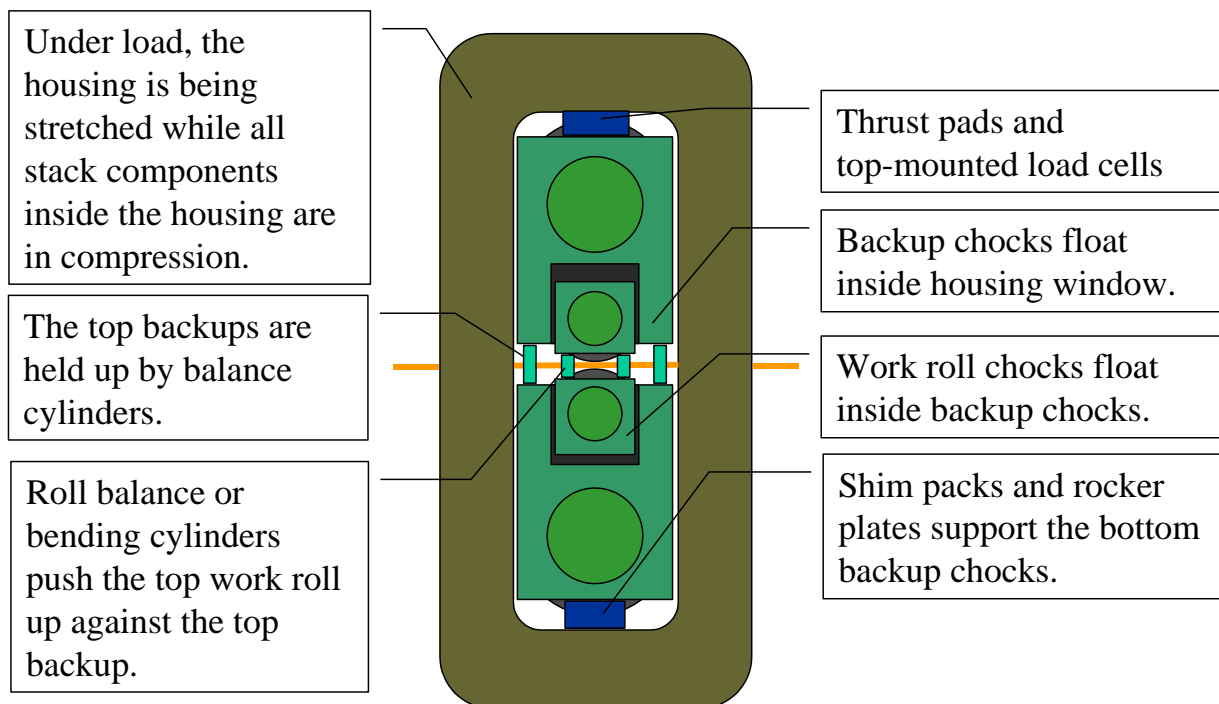 Under load, the
housing is being
stretched while all
stack components
inside the housing are
in compression.
The top backups are
held up by balance
cylinders.
Roll balance or
bending cylinders
push the top work roll
up against the top
backup.
Thrust pads and
top-mounted load cells
Backup chocks float
inside housing window.
Work roll chocks float
inside backup chocks.
Shim packs and rocker
plates support the bottom
backup chocks.